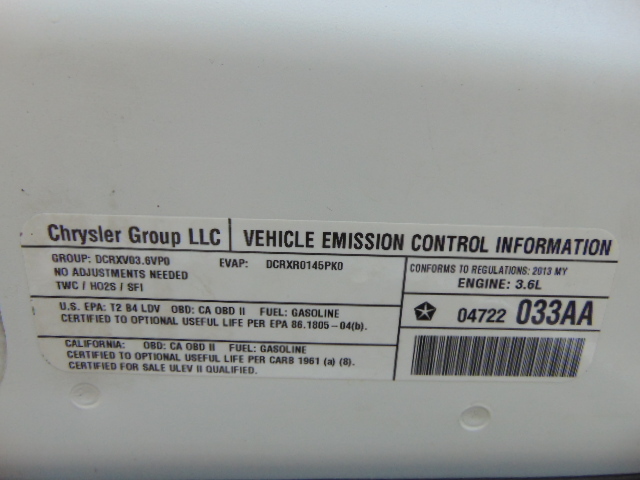 Chrysler Group LLC
VEHICLE EMISSION CONTROL INFORMATION
GROUP: DCRXV03.6VP0 EVAP: DCRXR0145PK0
NO ADJUSTMENTS NEEDED
TWC / HO2S / SFI
CONFORMS TO REGULATIONS: 2013 MY
ENGINE: 3.6L
U.S. EPA: T2 B4 LDV OBD: CA OBD II FUEL: GASOLINE
CERTIFIED TO OPTIONAL USEFUL LIFE PER EPA 86.1805-04(b).
04722 033AA
CALIFORNIA: OBD: CA OBD II FUEL: GASOLINE
CERTIFIED TO OPTIONAL USEFUL LIFE PER CARB 1961 (a) (8).
CERTIFIED FOR SALE ULEV II QUALIFIED.